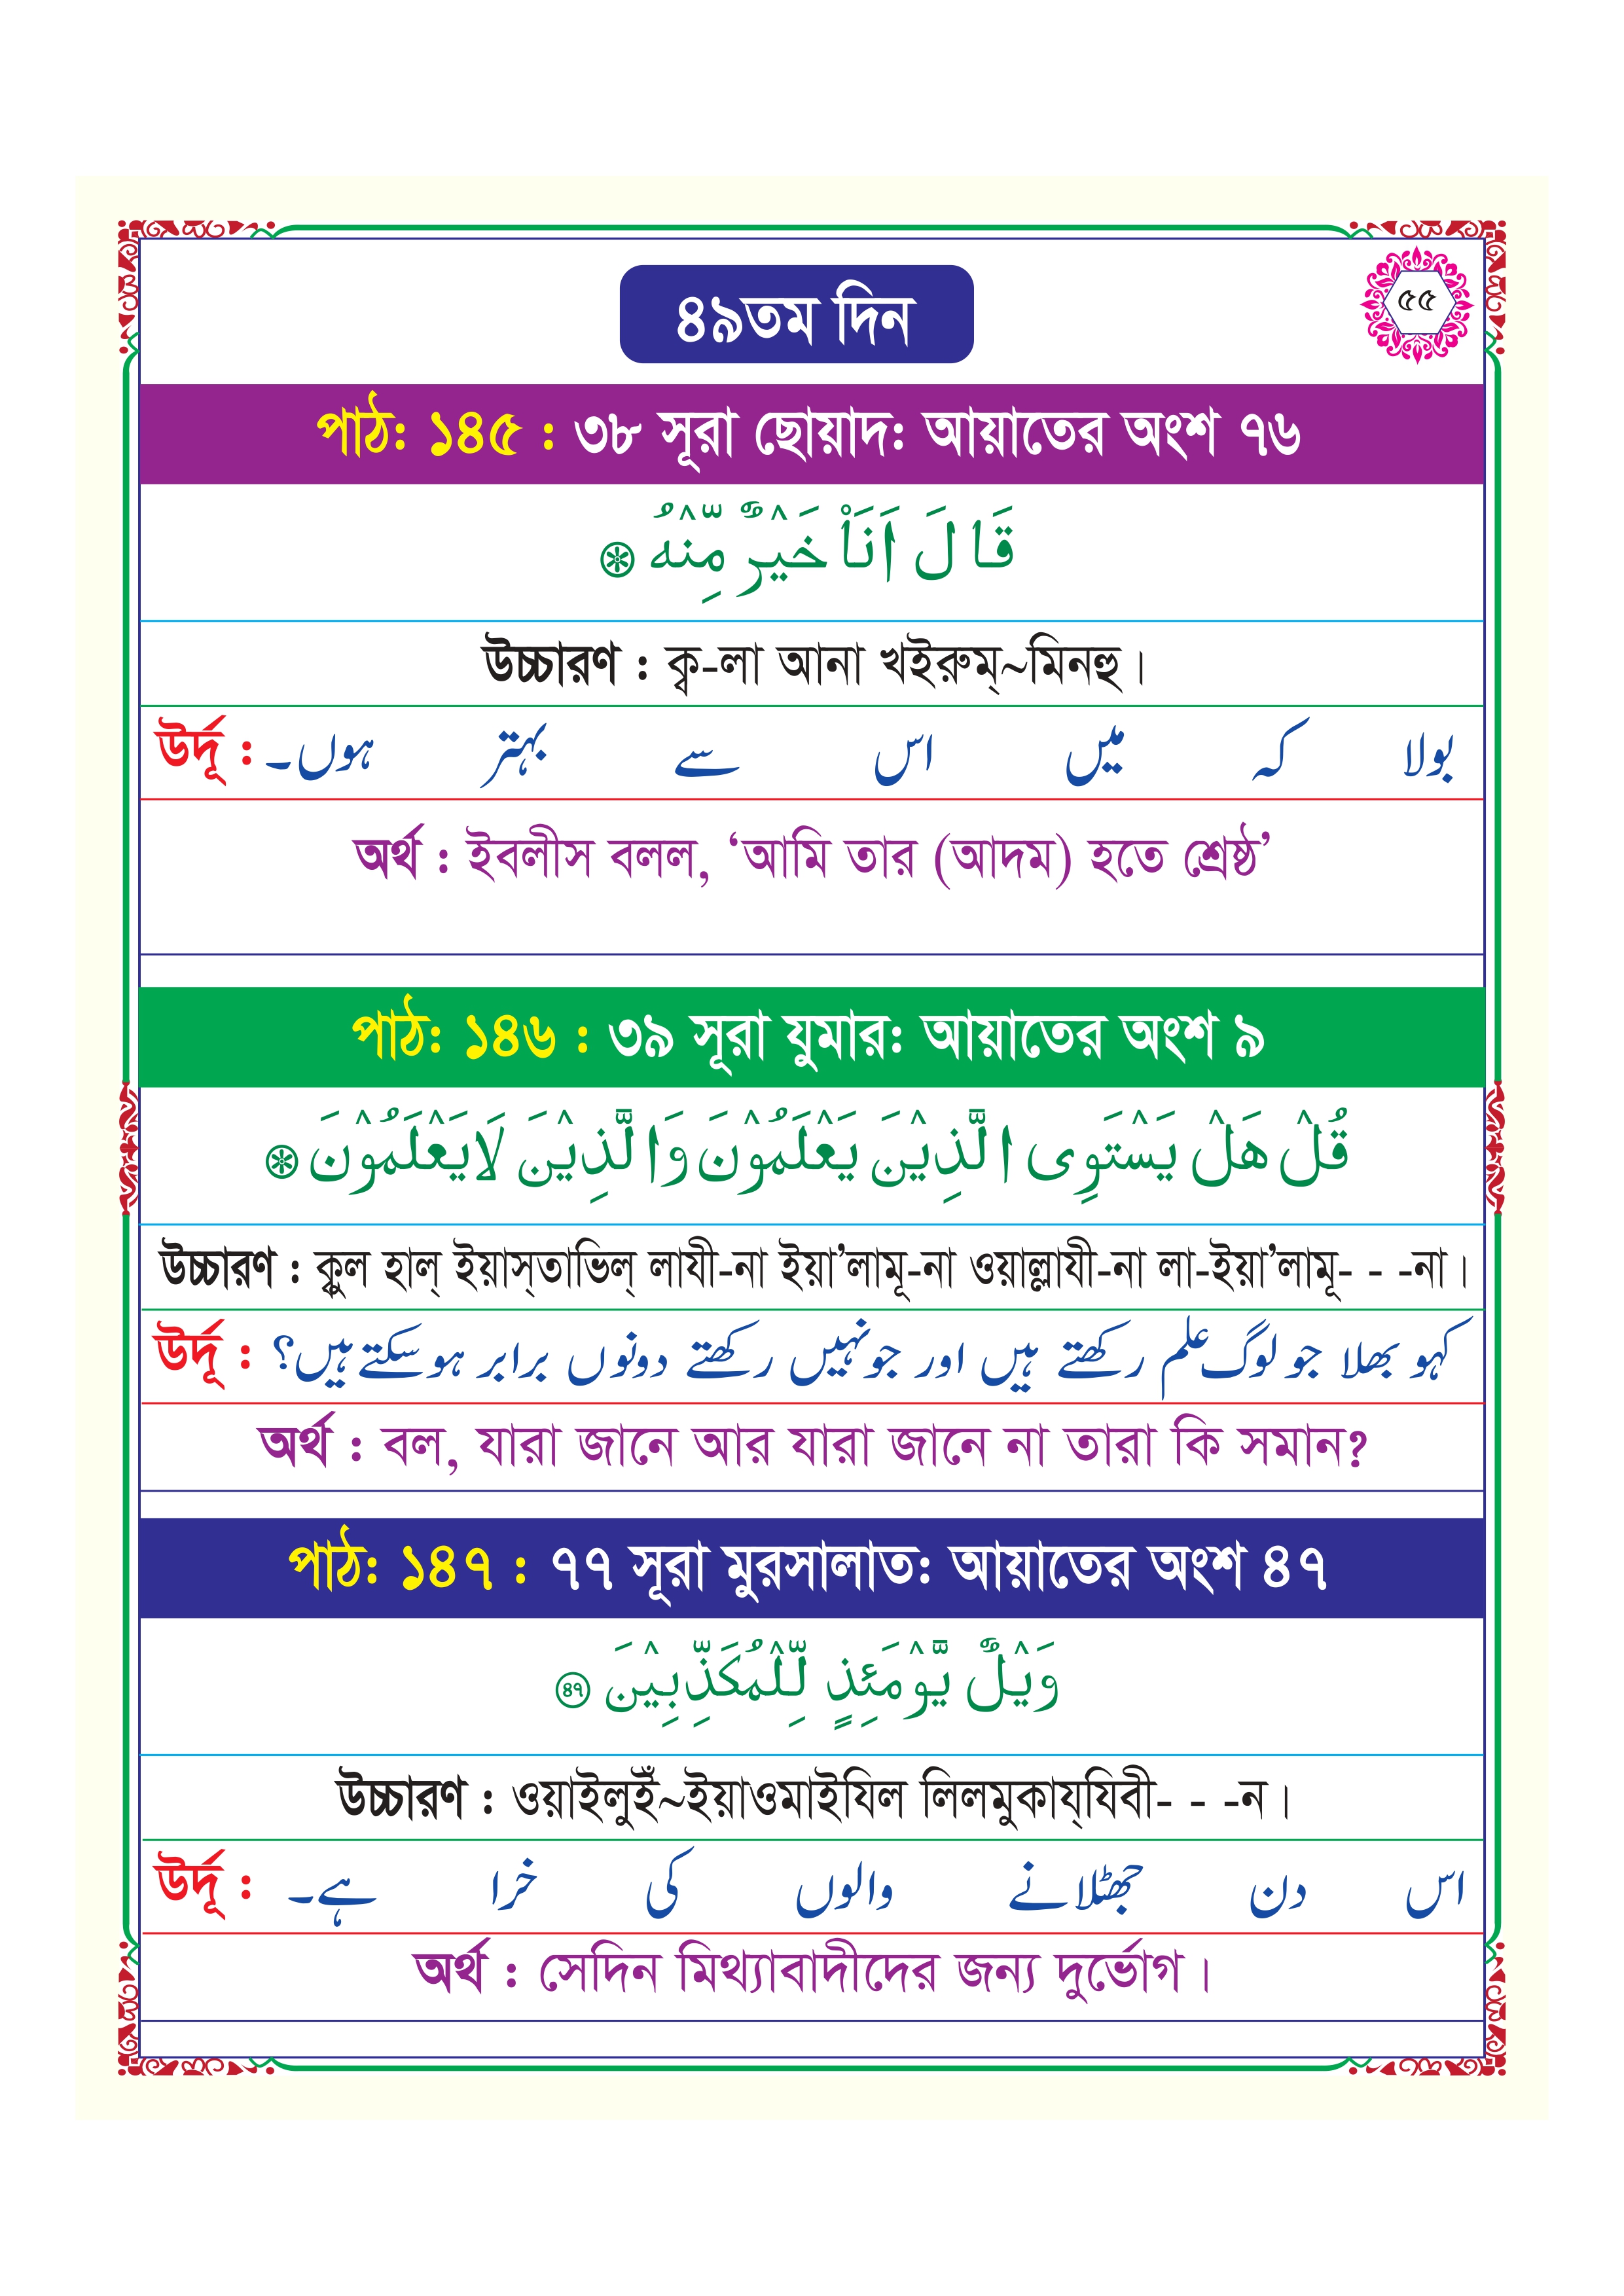 ৪৯তম দিন
৫৫
পাঠ: ১৪৫ : ৩৮ সূরা ছোয়াদ: আয়াতের অংশ ৭৬
قَالَ اَنَا۠ خَيْرٌ مِّنْهُ
উচ্চারণ : ক্ব-লা আনা খইরুম্~মিনহু।
উর্দূ : بولا کہ میں اس سے بہتر ہوں۔
অর্থ : ইবলীস বলল, ‘আমি তার (আদম) হতে শ্রেষ্ঠ’
পাঠ: ১৪৬ : ৩৯ সূরা যুমার: আয়াতের অংশ ৯
قُلْ هَلْ يَسْتَوِى الَّذِيْنَ يَعْلَمُوْنَ وَالَّذِيْنَ لَايَعْلَمُوْنَ
উচ্চারণ : ক্বুল হাল্ ইয়াস্তাভিল্ লাযী-না ইয়া’লামূ-না ওয়াল্লাযী-না লা-ইয়া’লামূ- - -না।
উর্দূ : کہو بھلا جو لوگ علم رکھتے ہیں اور جو نہیں رکھتے دونوں برابر ہو سکتے ہیں؟
অর্থ : বল, যারা জানে আর যারা জানে না তারা কি সমান?
পাঠ: ১৪৭ : ৭৭ সূরা মুরসালাত: আয়াতের অংশ ৪৭
وَيْلٌ يَّوْمَئِذٍ لِّلْمُكَذِّبِيْنَ ৪৭
উচ্চারণ : ওয়াইলুইঁ~ইয়াওমাইযিল লিলমুকায্যিবী- - -ন।
উর্দূ : اس دن جھٹلانے والوں کی خرا ہے۔
অর্থ : সেদিন মিথ্যাবাদীদের জন্য দুর্ভোগ।